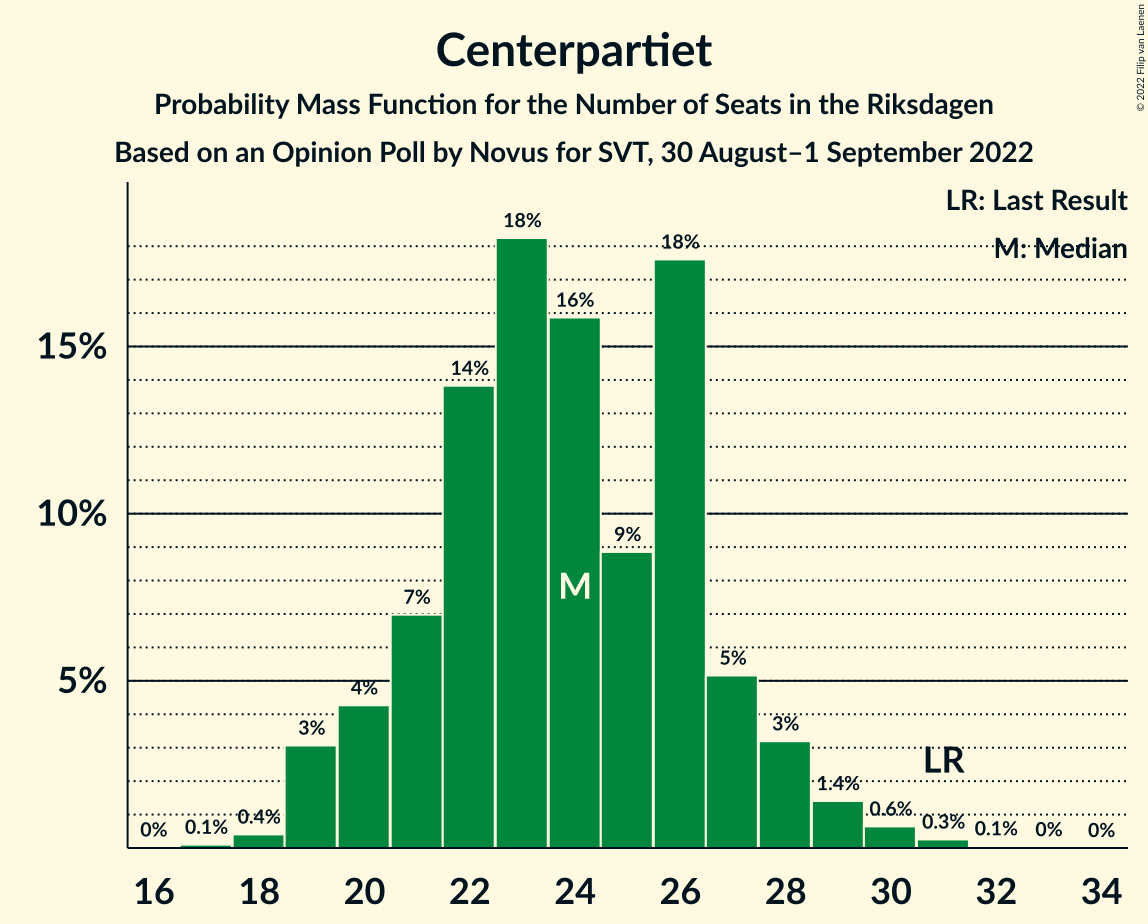 © 2022 Filip van Laenen
Centerpartiet
Probability Mass Function for the Number of Seats in the Riksdagen
Based on an Opinion Poll by Novus for SVT, 30 August–1 September 2022
LR: Last Result
M: Median
15%
10%
5%
0%
0.1%
0.4%
3%
4%
7%
14%
18%
16%
9%
18%
5%
3%
1.4%
0.6%
0.3%
0.1%
0%
0%
M
LR
16 18 20 22 24 26 28 30 32 34